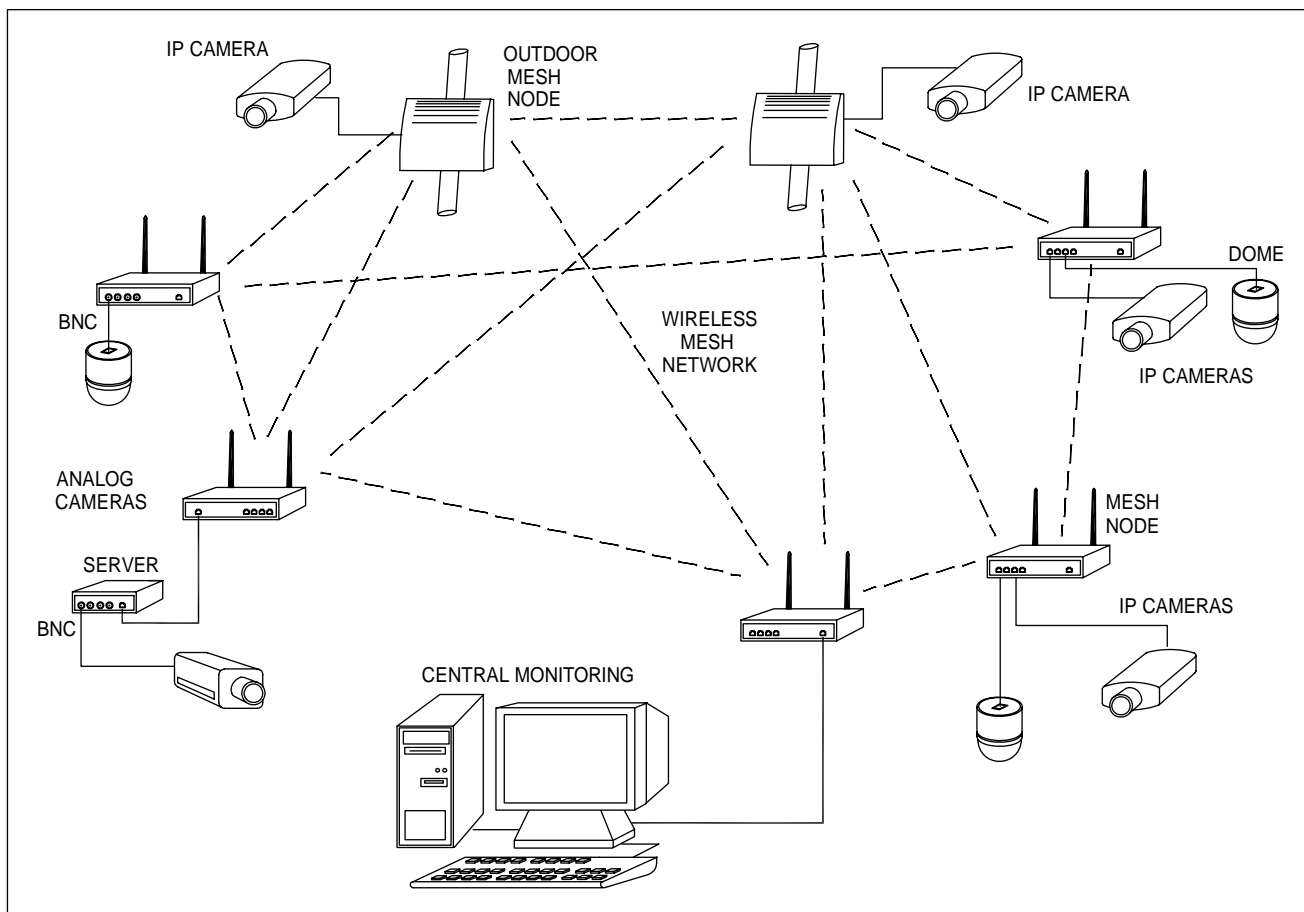 IP CAMERA
OUTDOOR
MESH
NODE
IP CAMERA
DOME
BNC
WIRELESS
MESH
NETWORK
IP CAMERAS
ANALOG
CAMERAS
MESH
NODE
SERVER
BNC
IP CAMERAS
CENTRAL MONITORING